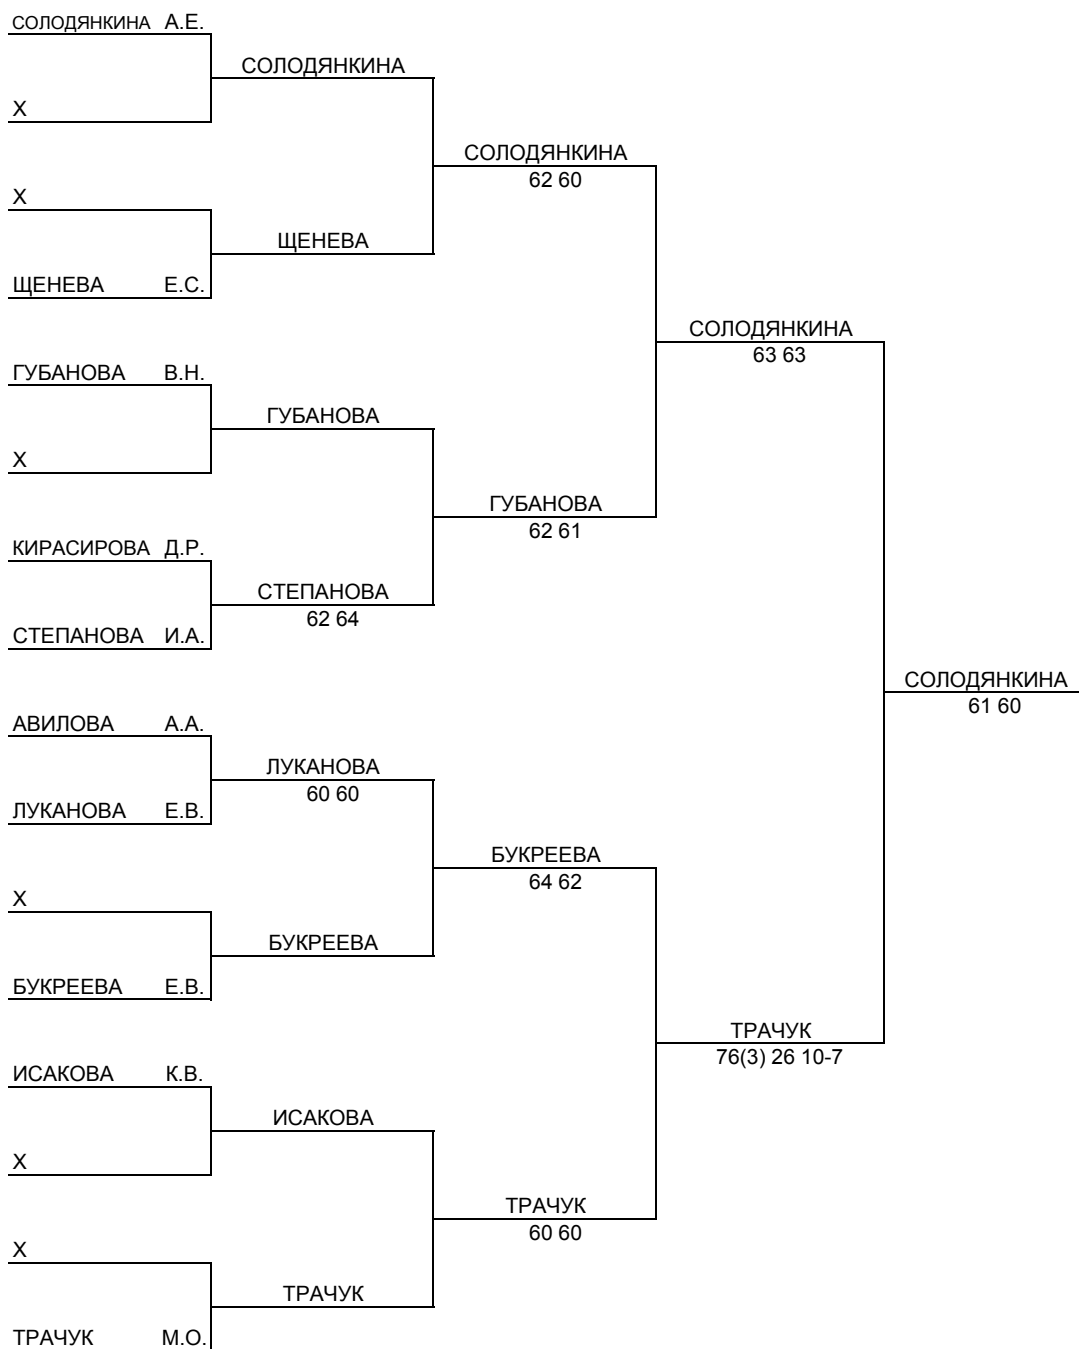 СОЛОДЯНКИНА А.Е.
СОЛОДЯНКИНА
X
СОЛОДЯНКИНА
62 60
X
ЩЕНЕВА
ЩЕНЕВА Е.С.
СОЛОДЯНКИНА
63 63
ГУБАНОВА В.Н.
ГУБАНОВА
X
ГУБАНОВА
62 61
КИРАСИРОВА Д.Р.
СТЕПАНОВА
62 64
СТЕПАНОВА И.А.
СОЛОДЯНКИНА
61 60
АВИЛОВА А.А.
ЛУКАНОВА
60 60
ЛУКАНОВА Е.В.
БУКРЕЕВА
64 62
X
БУКРЕЕВА
БУКРЕЕВА Е.В.
ТРАЧУК
76(3) 26 10-7
ИСАКОВА К.В.
ИСАКОВА
X
ТРАЧУК
60 60
X
ТРАЧУК
ТРАЧУК М.О.